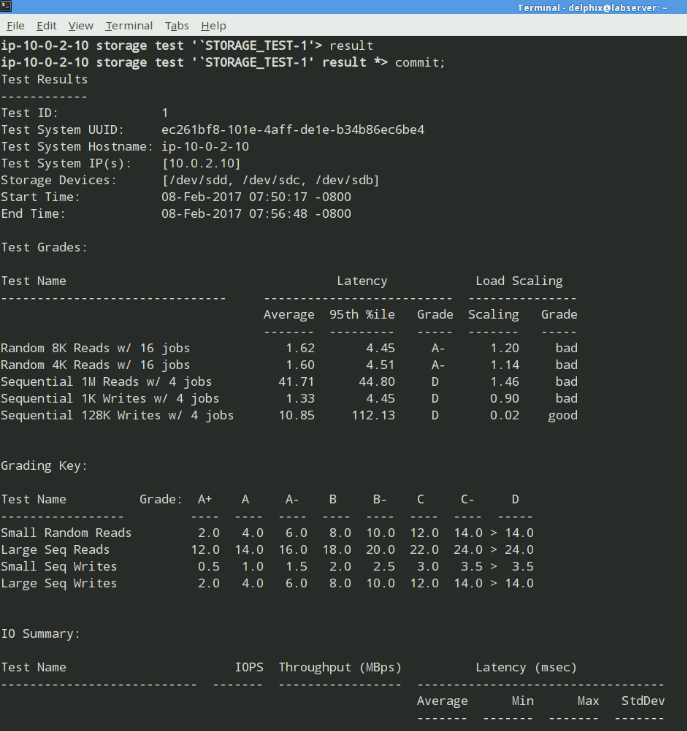 Terminal - delphix@labserver: ~
File Edit View Terminal Tabs Help
ip-10-0-2-10 storage test '`STORAGE_TEST-1'> result
ip-10-0-2-10 storage test '`STORAGE_TEST-1' result *> commit;
Test Results
------------
Test ID:             1
Test System UUID:     ec261bf8-101e-4aff-de1e-b34b86ec6be4
Test System Hostname: ip-10-0-2-10
Test System IP(s):    [10.0.2.10]
Storage Devices:      [/dev/sdd, /dev/sdc, /dev/sdb]
Start Time:           08-Feb-2017 07:50:17 -0800
End Time:             08-Feb-2017 07:56:48 -0800
Test Grades:
Test Name                                     Latency            Load Scaling
-------------------------------     --------------------------  ---------------
                                    Average  95th %ile   Grade  Scaling   Grade
                                    -------  ---------   -----  -------   -----
Random 8K Reads w/ 16 jobs             1.62       4.45     A-      1.20     bad
Random 4K Reads w/ 16 jobs             1.60       4.51     A-      1.14     bad
Sequential 1M Reads w/ 4 jobs         41.71      44.80     D       1.46     bad
Sequential 1K Writes w/ 4 jobs         1.33       4.45     D       0.90     bad
Sequential 128K Writes w/ 4 jobs      10.85     112.13     D       0.02    good
Grading Key:
Test Name          Grade:  A+    A     A-    B     B-    C     C-     D
-----------------          ----  ----  ----  ----  ----  ----  ----  -----
Small Random Reads          2.0   4.0   6.0   8.0  10.0  12.0  14.0 > 14.0
Large Seq Reads            12.0  14.0  16.0  18.0  20.0  22.0  24.0 > 24.0
Small Seq Writes            0.5   1.0   1.5   2.0   2.5   3.0   3.5 >  3.5
Large Seq Writes            2.0   4.0   6.0   8.0  10.0  12.0  14.0 > 14.0
IO Summary:
Test Name                       IOPS  Throughput (MBps)          Latency (msec)
---------------------------  -------  -----------------  ----------------------------------
                                                         Average      Min      Max   StdDev
                                                         -------  -------  -------  -------